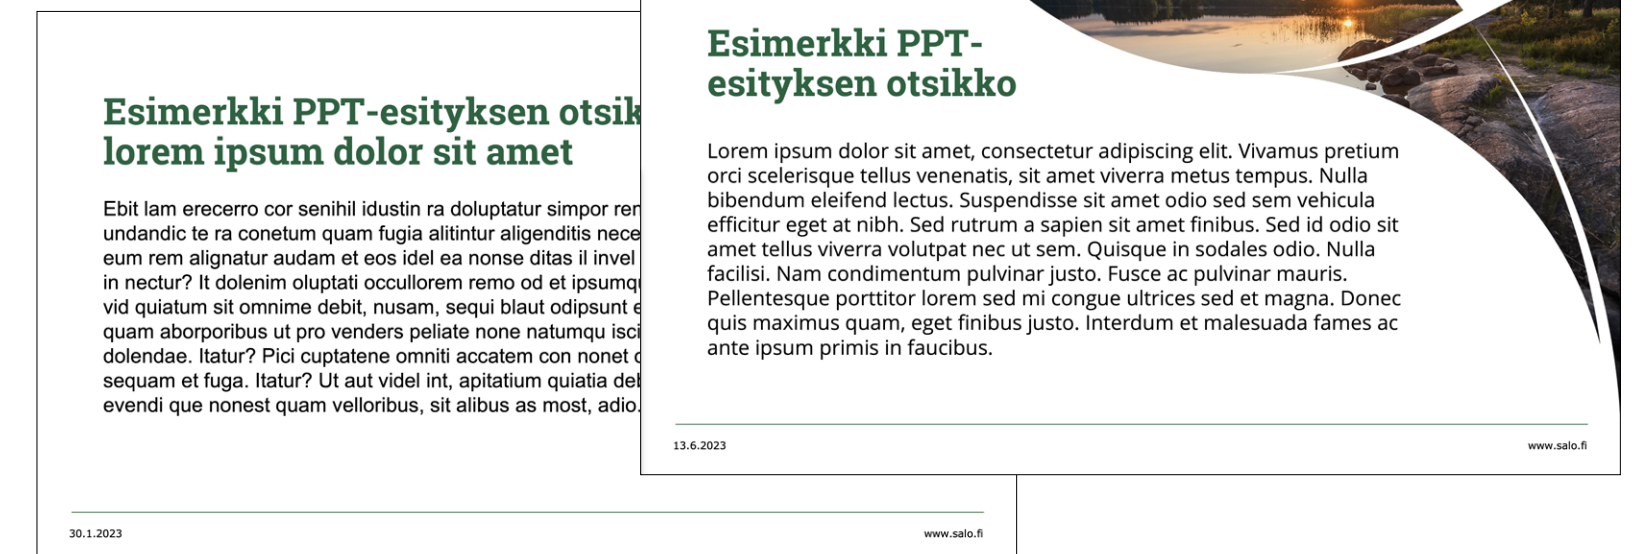 Esimerkki PPT-esityksen
lorem ipsum dolor sit amet
Ebit lam erecerro cor senihil idustin ra doluptatur simpor
undandic te ra conetum quam fugia alitintur aligenditis
eum rem alignatur audam et eos idel ea nonse ditas il invel
in nectur? It dolenim oluptati occullorem remo od et
vid quiatum sit omnime debit, nusam, sequi blaut odipsunt
quam aborporibus ut pro venders peliate none natumqu
dolendae. Itatur? Pici cuptatene omniti accatem con nonet
sequam et fuga. Itatur? Ut aut videl int, apitatium quiatia
evendi que nonest quam velloribus, sit alibus as most, adio.
30.1.2023
www.salo.fi
Esimerkki PPT-
esityksen otsikko
Lorem ipsum dolor sit amet, consectetur adipiscing elit. Vivamus pretium
orci scelerisque tellus venenatis, sit amet viverra metus tempus. Nulla
bibendum eleifend lectus. Suspendisse sit amet odio sed sem vehicula
efficitur eget at nibh. Sed rutrum a sapien sit amet finibus. Sed id odio sit
amet tellus viverra volutpat nec ut sem. Quisque in sodales odio. Nulla
facilisi. Nam condimentum pulvinar justo. Fusce ac pulvinar mauris.
Pellentesque porttitor lorem sed mi congue ultrices sed et magna. Donec
quis maximus quam, eget finibus justo. Interdum et malesuada fames ac
ante ipsum primis in faucibus.
13.6.2023
www.salo.fi